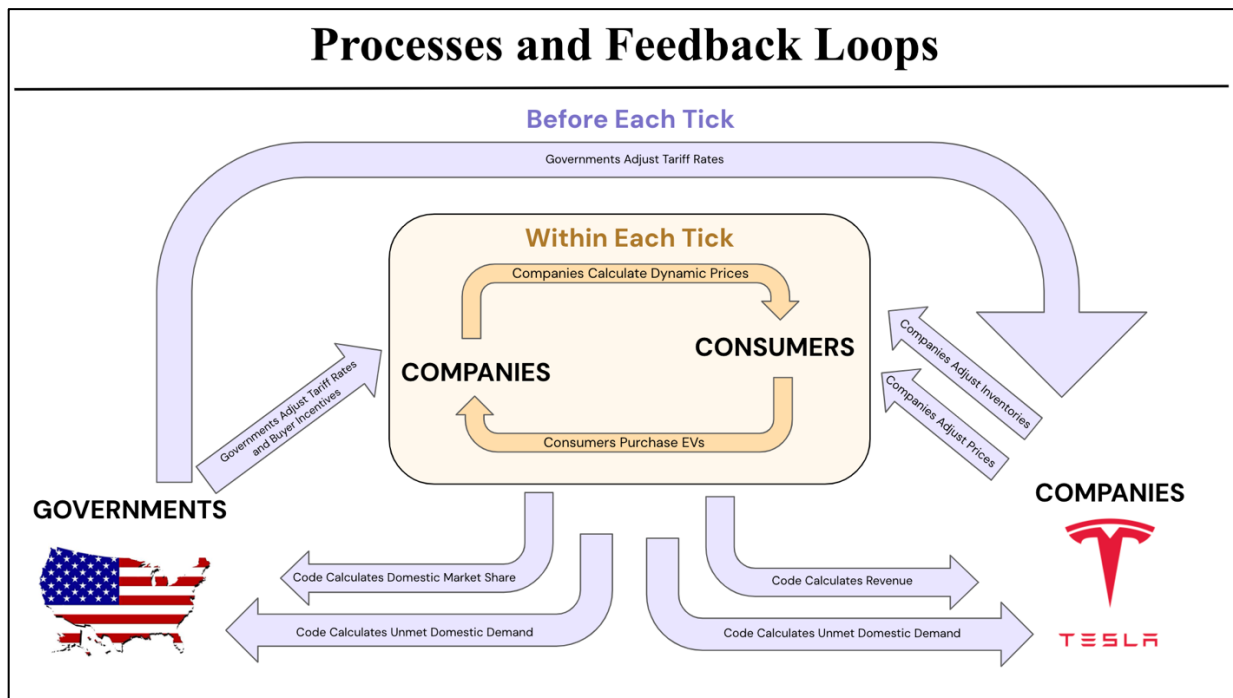 Processes and Feedback Loops
Before Each Tick
Governments Adjust Tariff Rates
Within Each Tick
Companies Calculate Dynamic Prices
CONSUMERS
COMPANIES
Consumers Purchase EVs
Governments Adjust Tariff Rates
and Buyer Incentives
Companies Adjust Inventories
Companies Adjust Prices
GOVERNMENTS
COMPANIES
Code Calculates Domestic Market Share
Code Calculates Revenue
Code Calculates Unmet Domestic Demand
Code Calculates Unmet Domestic Demand
TESLA